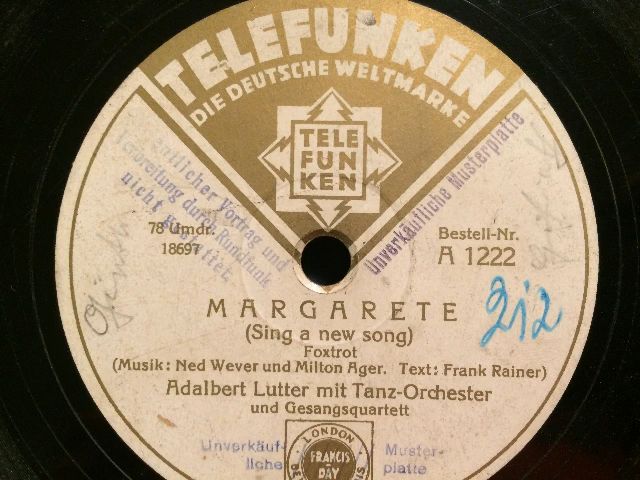 TELEFUNKEN
DIE DEUTSCHE WELTMARKE
TELE
FUN
KEN
Vortrag und
Verbreitung durch Rundfunk
nicht gestattet.
Unverkäufliche Musterplatte
78 Umdr.
18697
Bestell-Nr.
A 1222
212
MARGARETE
(Sing a new song)
Foxtrot
(Musik: Ned Wever und Milton Ager. Text: Frank Rainer)
Adalbert Lutter mit Tanz-Orchester
und Gesangsquartett
Unverkäuf-
liche
Muster-
platte
LONDON
FRANCIS
DAY